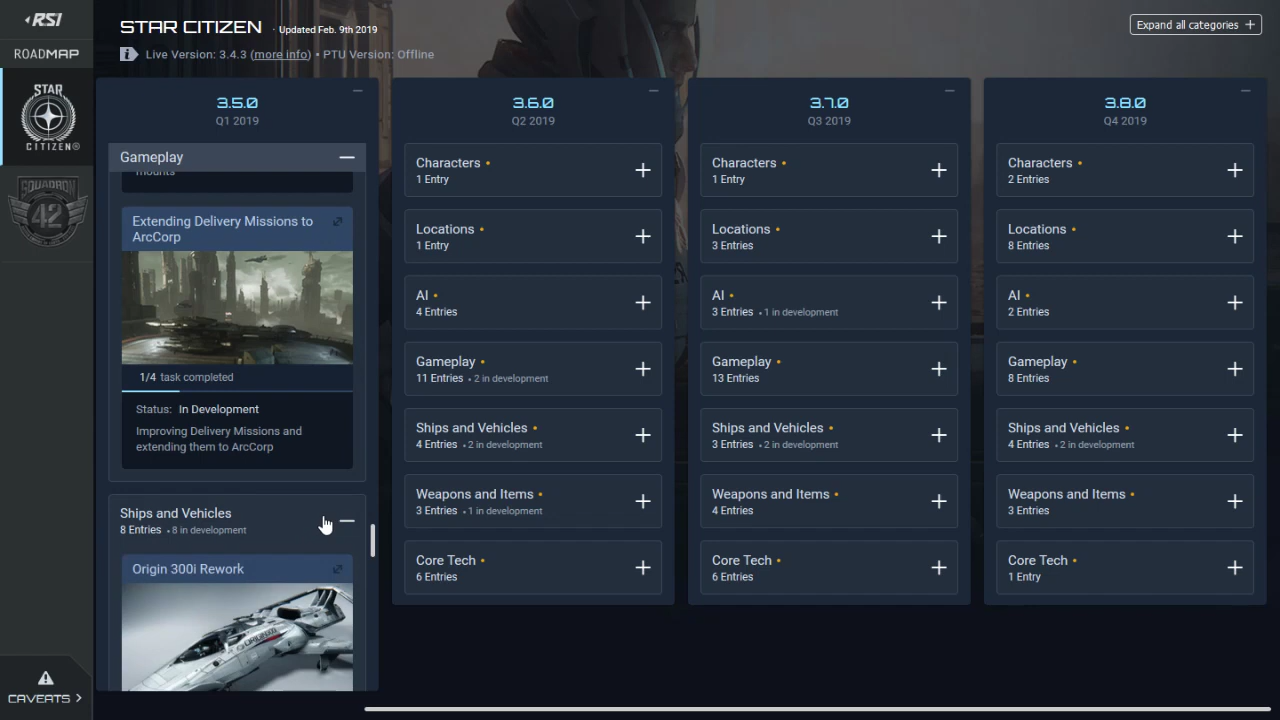 RSI
ROADMAP
STAR
CITIZEN®
SQUADRON
42
CAVEATS
STAR CITIZEN · Updated Feb. 9th 2019
Live Version: 3.4.3 (more info) • PTU Version: Offline
Expand all categories +
3.5.0
Q1 2019
Gameplay
mounts
Extending Delivery Missions to
ArcCorp
1/4 task completed
Status: In Development
Improving Delivery Missions and
extending them to ArcCorp
Ships and Vehicles
8 Entries • 8 in development
Origin 300i Rework
3.6.0
Q2 2019
Characters •
1 Entry
Locations •
1 Entry
AI •
4 Entries
Gameplay •
11 Entries • 2 in development
Ships and Vehicles •
4 Entries • 2 in development
Weapons and Items •
3 Entries • 1 in development
Core Tech •
6 Entries
3.7.0
Q3 2019
Characters •
1 Entry
Locations •
3 Entries
AI •
3 Entries • 1 in development
Gameplay •
13 Entries
Ships and Vehicles •
3 Entries • 2 in development
Weapons and Items •
4 Entries
Core Tech •
6 Entries
3.8.0
Q4 2019
Characters •
2 Entries
Locations •
8 Entries
AI •
2 Entries
Gameplay •
8 Entries
Ships and Vehicles •
4 Entries • 2 in development
Weapons and Items •
3 Entries
Core Tech •
1 Entry